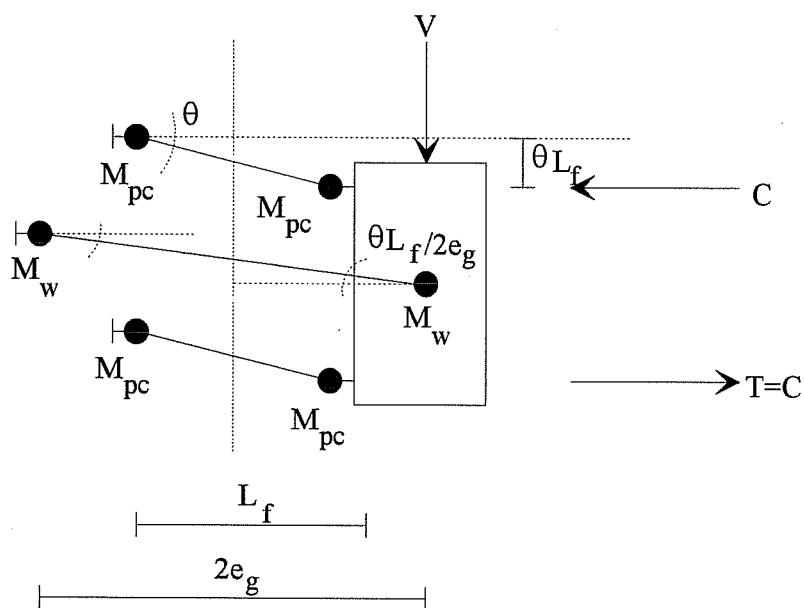 V
θ
M_pc
θL_f
M_pc
C
M_w
θL_f/2e_g
M_w
M_pc
T=C
M_pc
L_f
2e_g